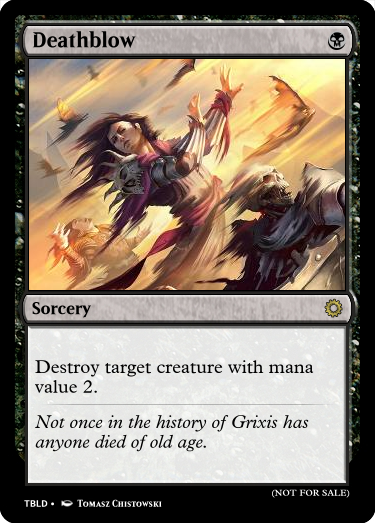 Deathblow
Sorcery
Destroy target creature with mana
value 2.
Not once in the history of Grixis has
anyone died of old age.
(NOT FOR SALE)
TBLD • Tomasz Chistowski